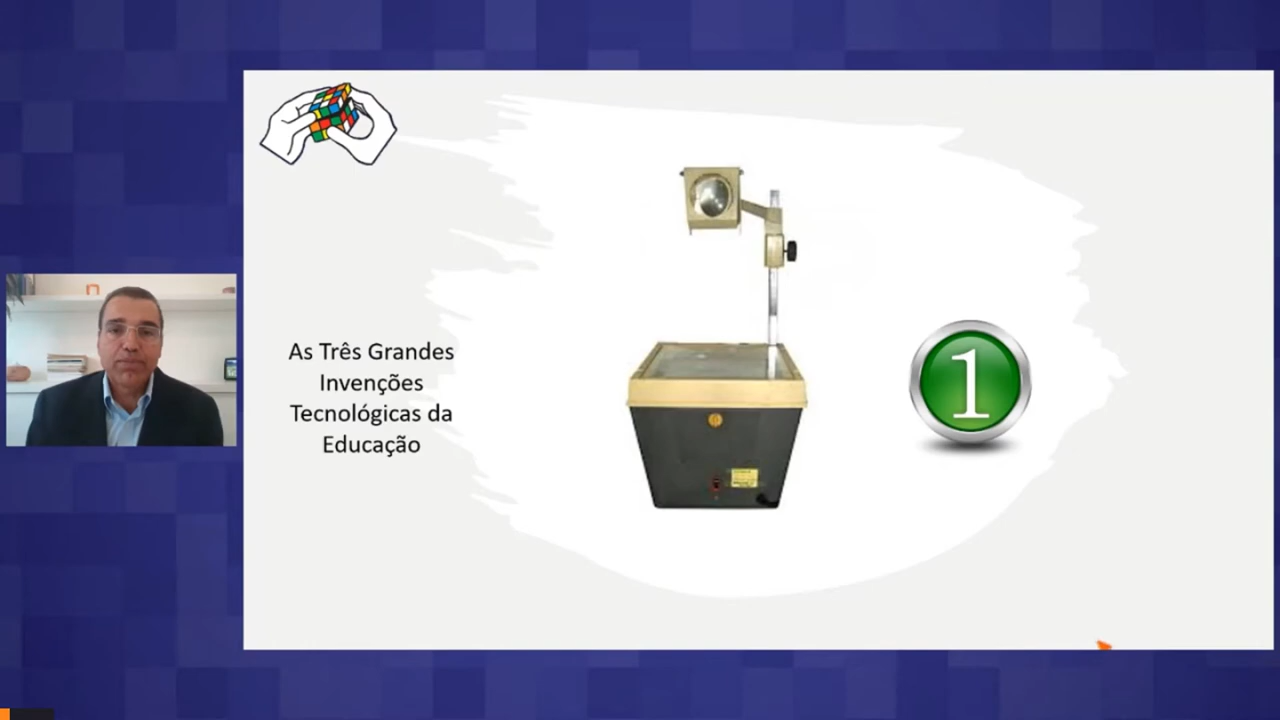 As Três Grandes
Invenções
Tecnológicas da
Educação
1